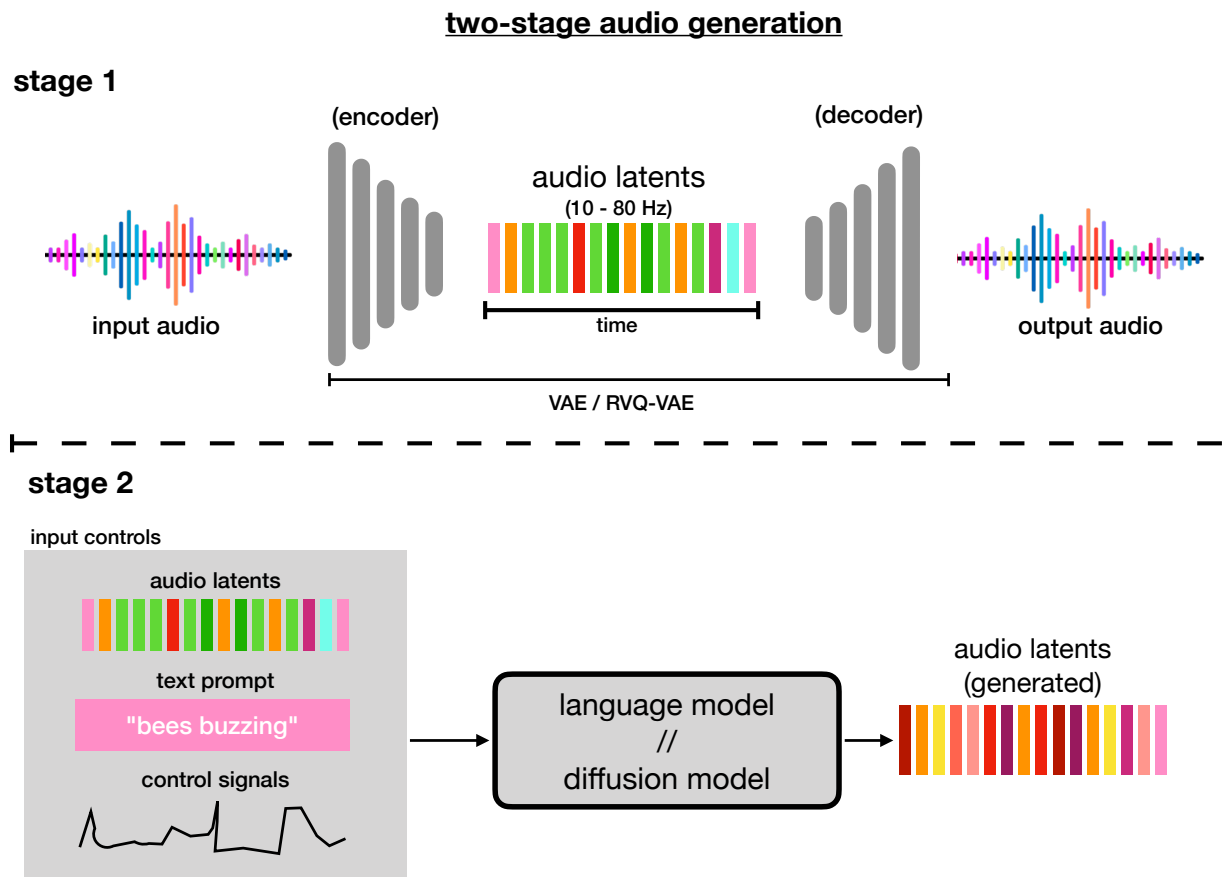 two-stage audio generation
stage 1
(encoder)
(decoder)
audio latents
(10 - 80 Hz)
input audio
time
output audio
VAE / RVQ-VAE
stage 2
input controls
audio latents
text prompt
"bees buzzing"
control signals
language model
//
diffusion model
audio latents
(generated)